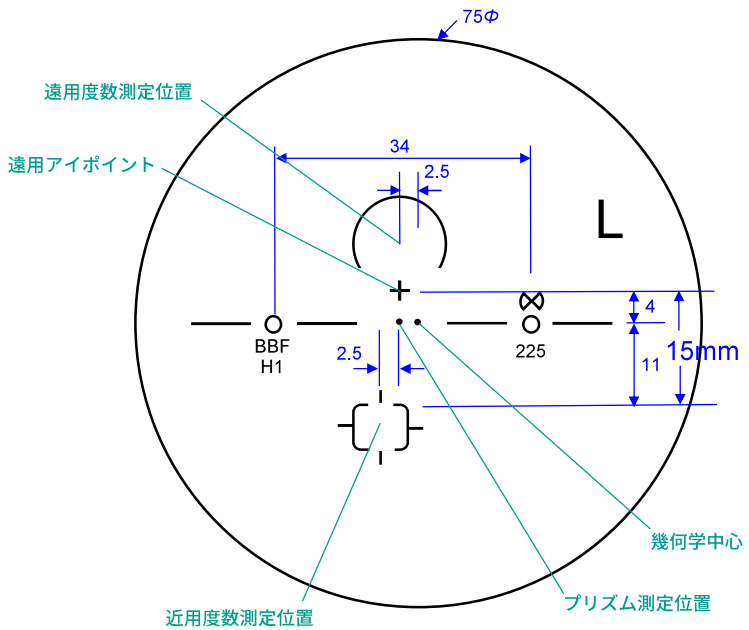 75Φ
遠用度数測定位置
34
遠用アイポイント
2.5
L
4
BBF
H1
225
2.5
11
15mm
幾何学中心
プリズム測定位置
近用度数測定位置